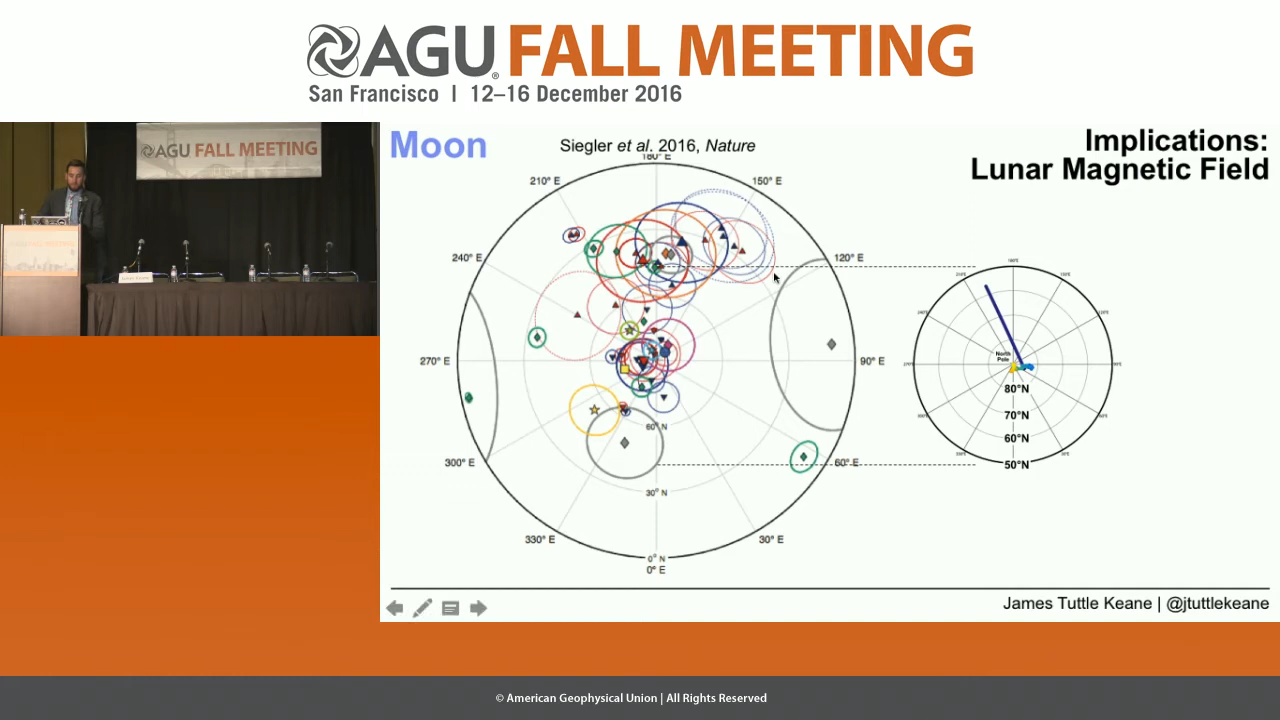 AGU FALL MEETING
San Francisco | 12–16 December 2016
AGU FALL MEETING
Moon
Siegler et al. 2016, Nature
Implications:
Lunar Magnetic Field
180° E
210° E
150° E
240° E
120° E
270° E
90° E
300° E
60° E
330° E
30° E
60° N
30° N
0° N
0° E
North
Pole
80°N
70°N
60°N
50°N
James Tuttle Keane | @jtuttlekeane
© American Geophysical Union | All Rights Reserved